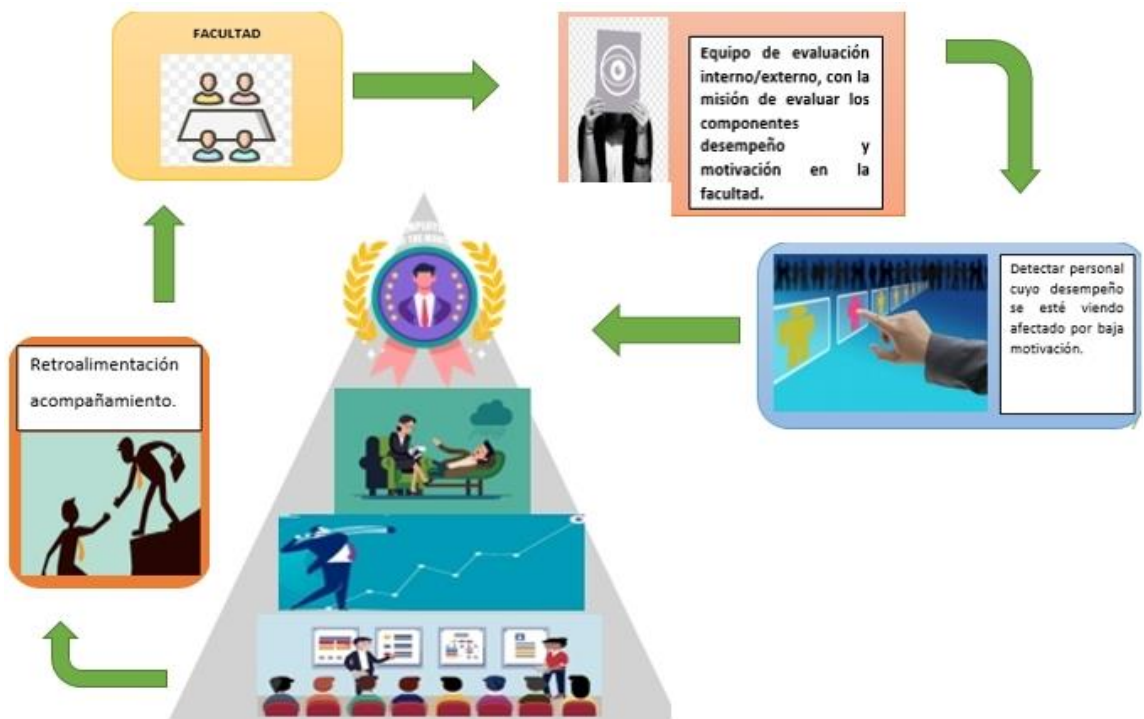 FACULTAD
Equipo de evaluación
interno/externo, con la
misión de evaluar los
componentes
desempeño y
motivación en la
facultad.
Detectar personal
cuyo desempeño
se esté viendo
afectado por baja
motivación.
Retroalimentación
acompañamiento.